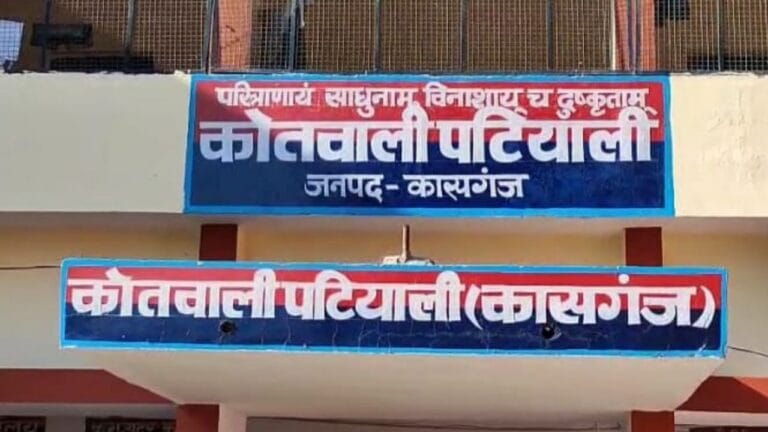 परित्राणायं साधुनाम् विनाशाय् च दुष्कृताम्
कोतवाली पटियाली
जनपद - कासगंज
कोतवाली पटियाली (कासगंज)